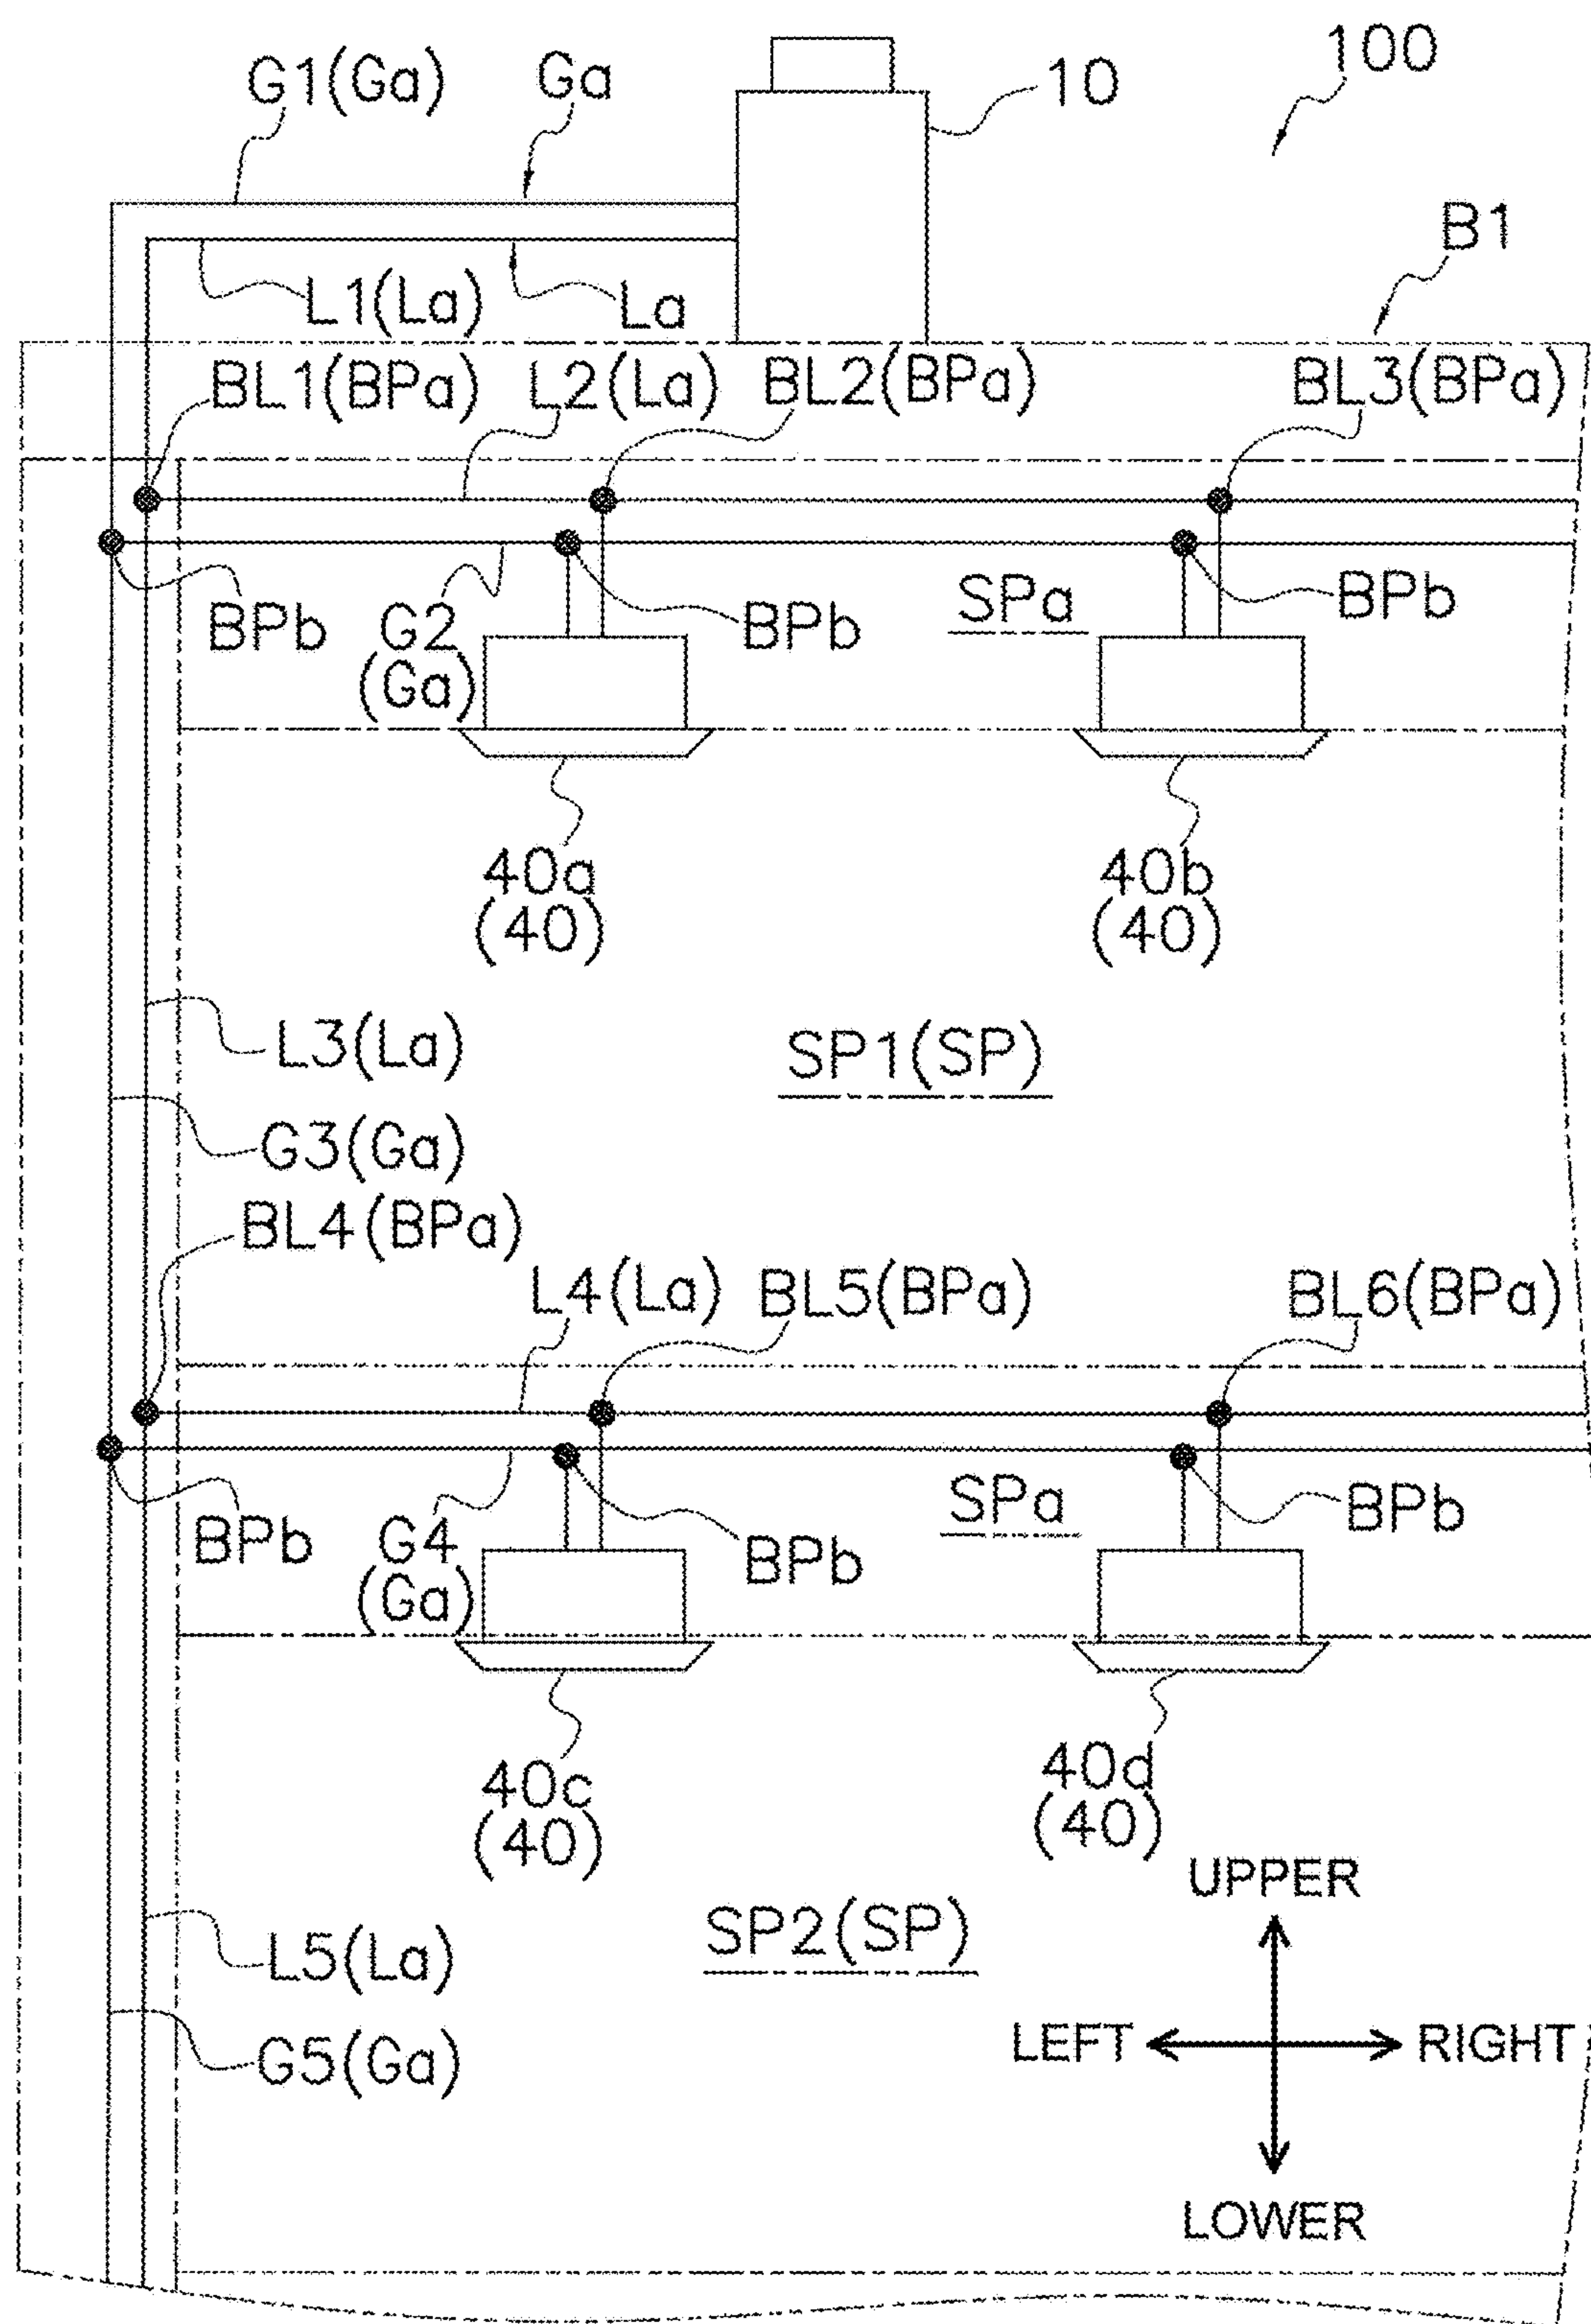 100
G1(Ga)
Ga
10
B1
L1(La)
La
BL1(BPa)
L2(La)
BL2(BPa)
BL3(BPa)
BPb
G2
(Ga)
BPb
SPa
BPb
40a
(40)
40b
(40)
L3(La)
SP1(SP)
G3(Ga)
BL4(BPa)
L4(La)
BL5(BPa)
BL6(BPa)
BPb
G4
(Ga)
BPb
SPa
BPb
40c
(40)
40d
(40)
UPPER
L5(La)
SP2(SP)
LEFT
RIGHT
G5(Ga)
LOWER